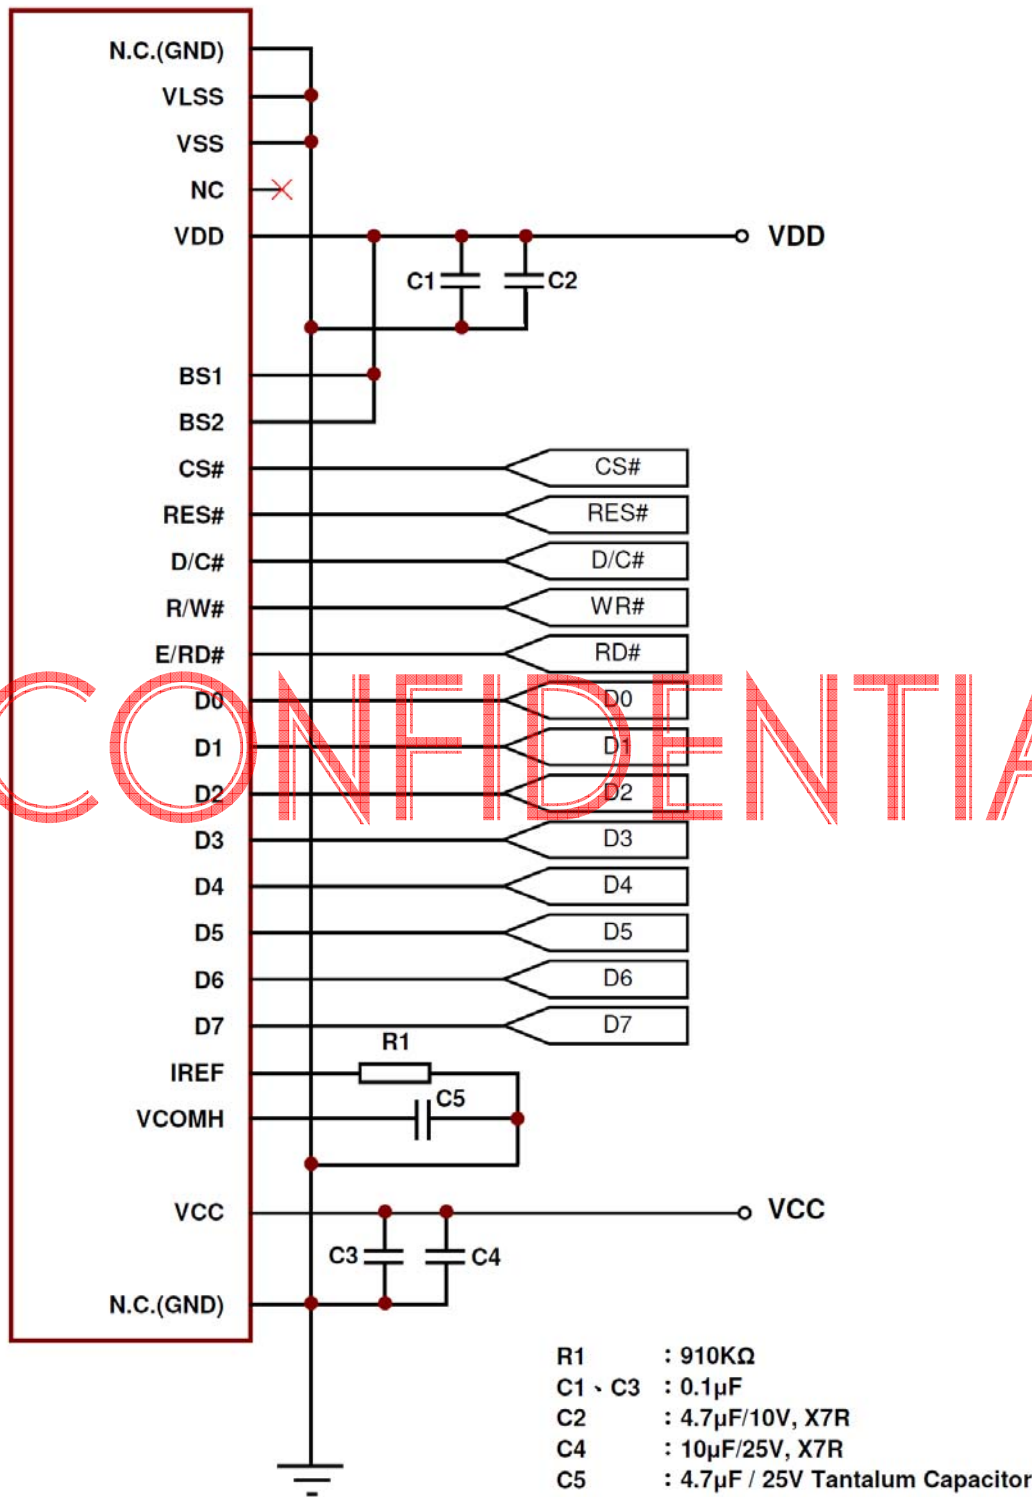 N.C.(GND)
VLSS
VSS
NC
VDD VDD
C1 C2
BS1
BS2
CS# CS#
RES# RES#
D/C# D/C#
R/W# WR#
E/RD# RD#
D0 D0
D1 D1
CONFIDENTIA
D2 D2
D3 D3
D4 D4
D5 D5
D6 D6
D7 D7
R1
IREF
C5
VCOMH
VCC VCC
C3 C4
N.C.(GND)
R1 : 910KΩ
C1、C3 : 0.1μF
C2 : 4.7μF/10V, X7R
C4 : 10μF/25V, X7R
C5 : 4.7μF / 25V Tantalum Capacitor